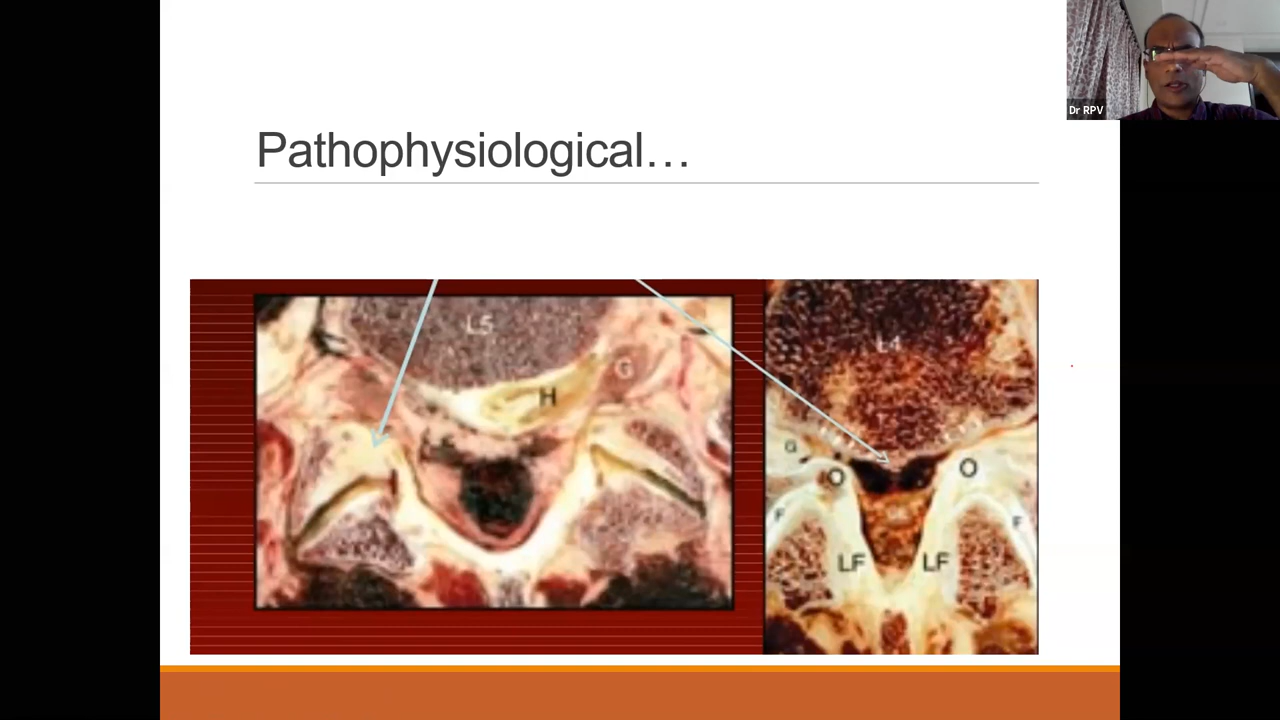 Dr RPV
Pathophysiological…
L5
G
H
L4
G
O
O
F
F
LF
LF